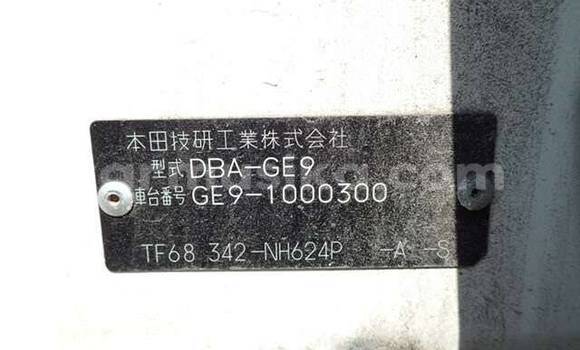 本田技研工業株式会社
型式 DBA-GE9
車台番号 GE9-1000300
TF68 342-NH624P -A--S